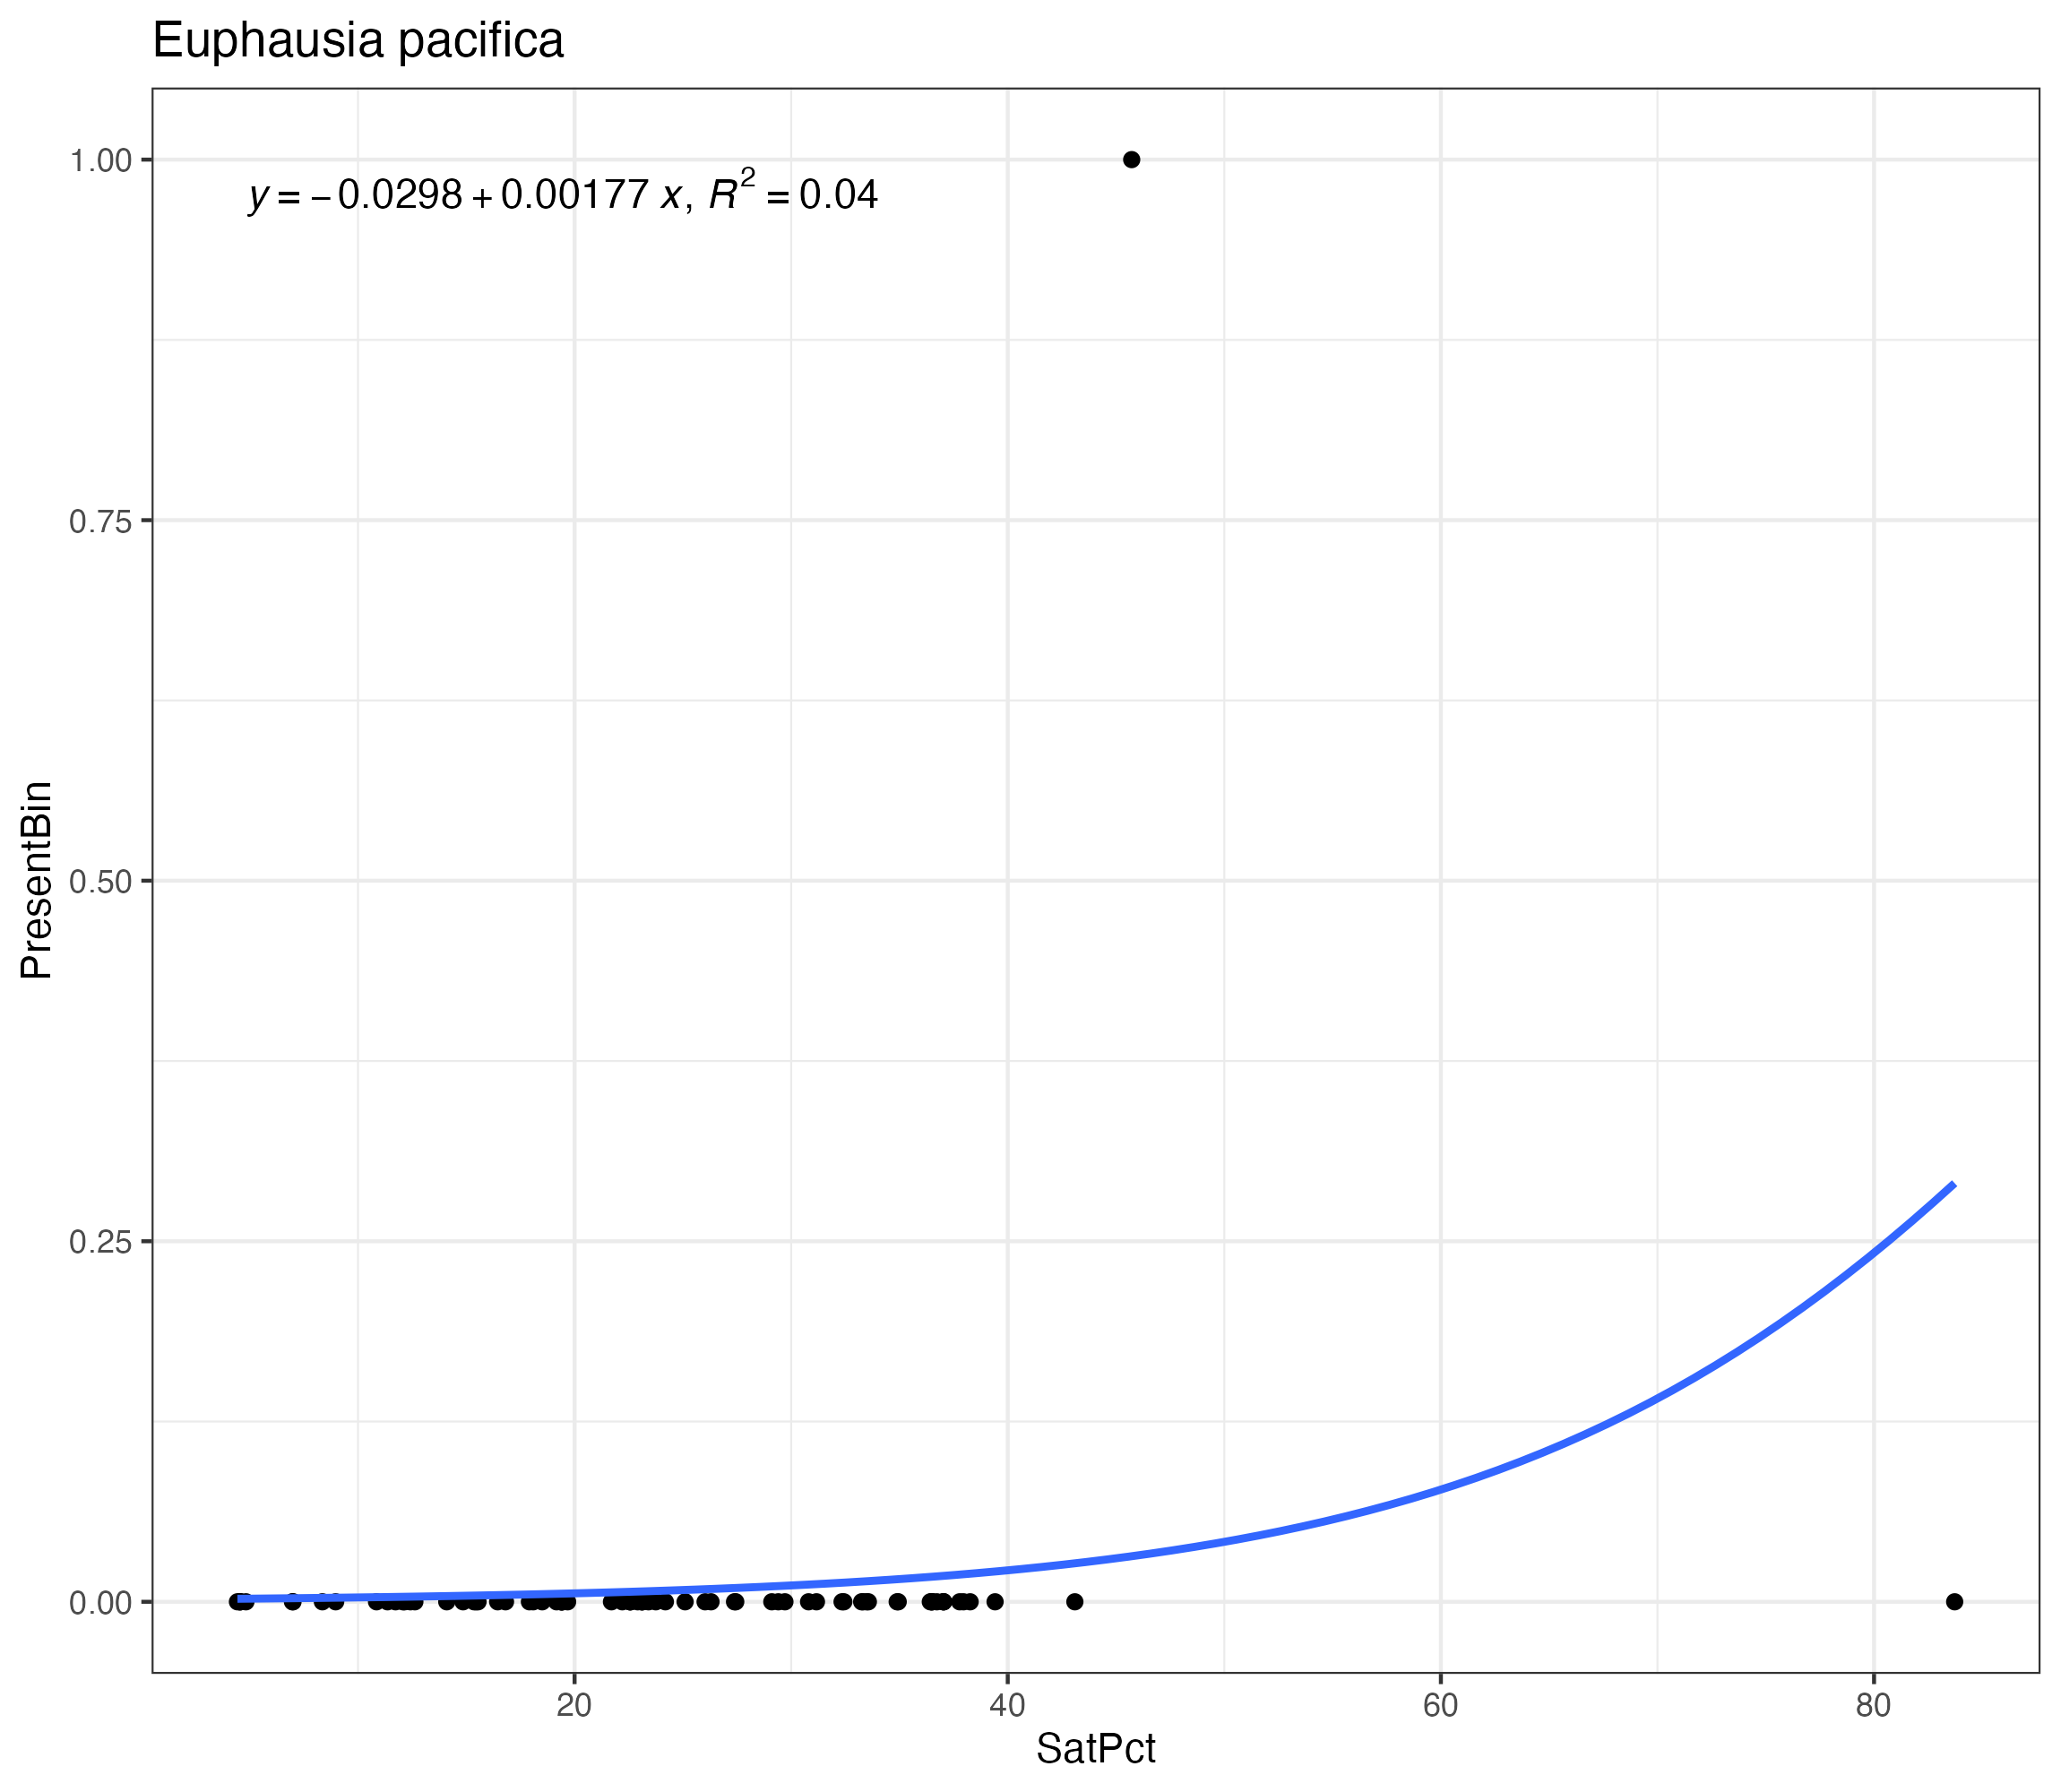 Euphausia pacifica
y = −0.0298 + 0.00177 x, R² = 0.04
1.00
0.75
0.50
0.25
0.00
PresentBin
20 40 60 80
SatPct